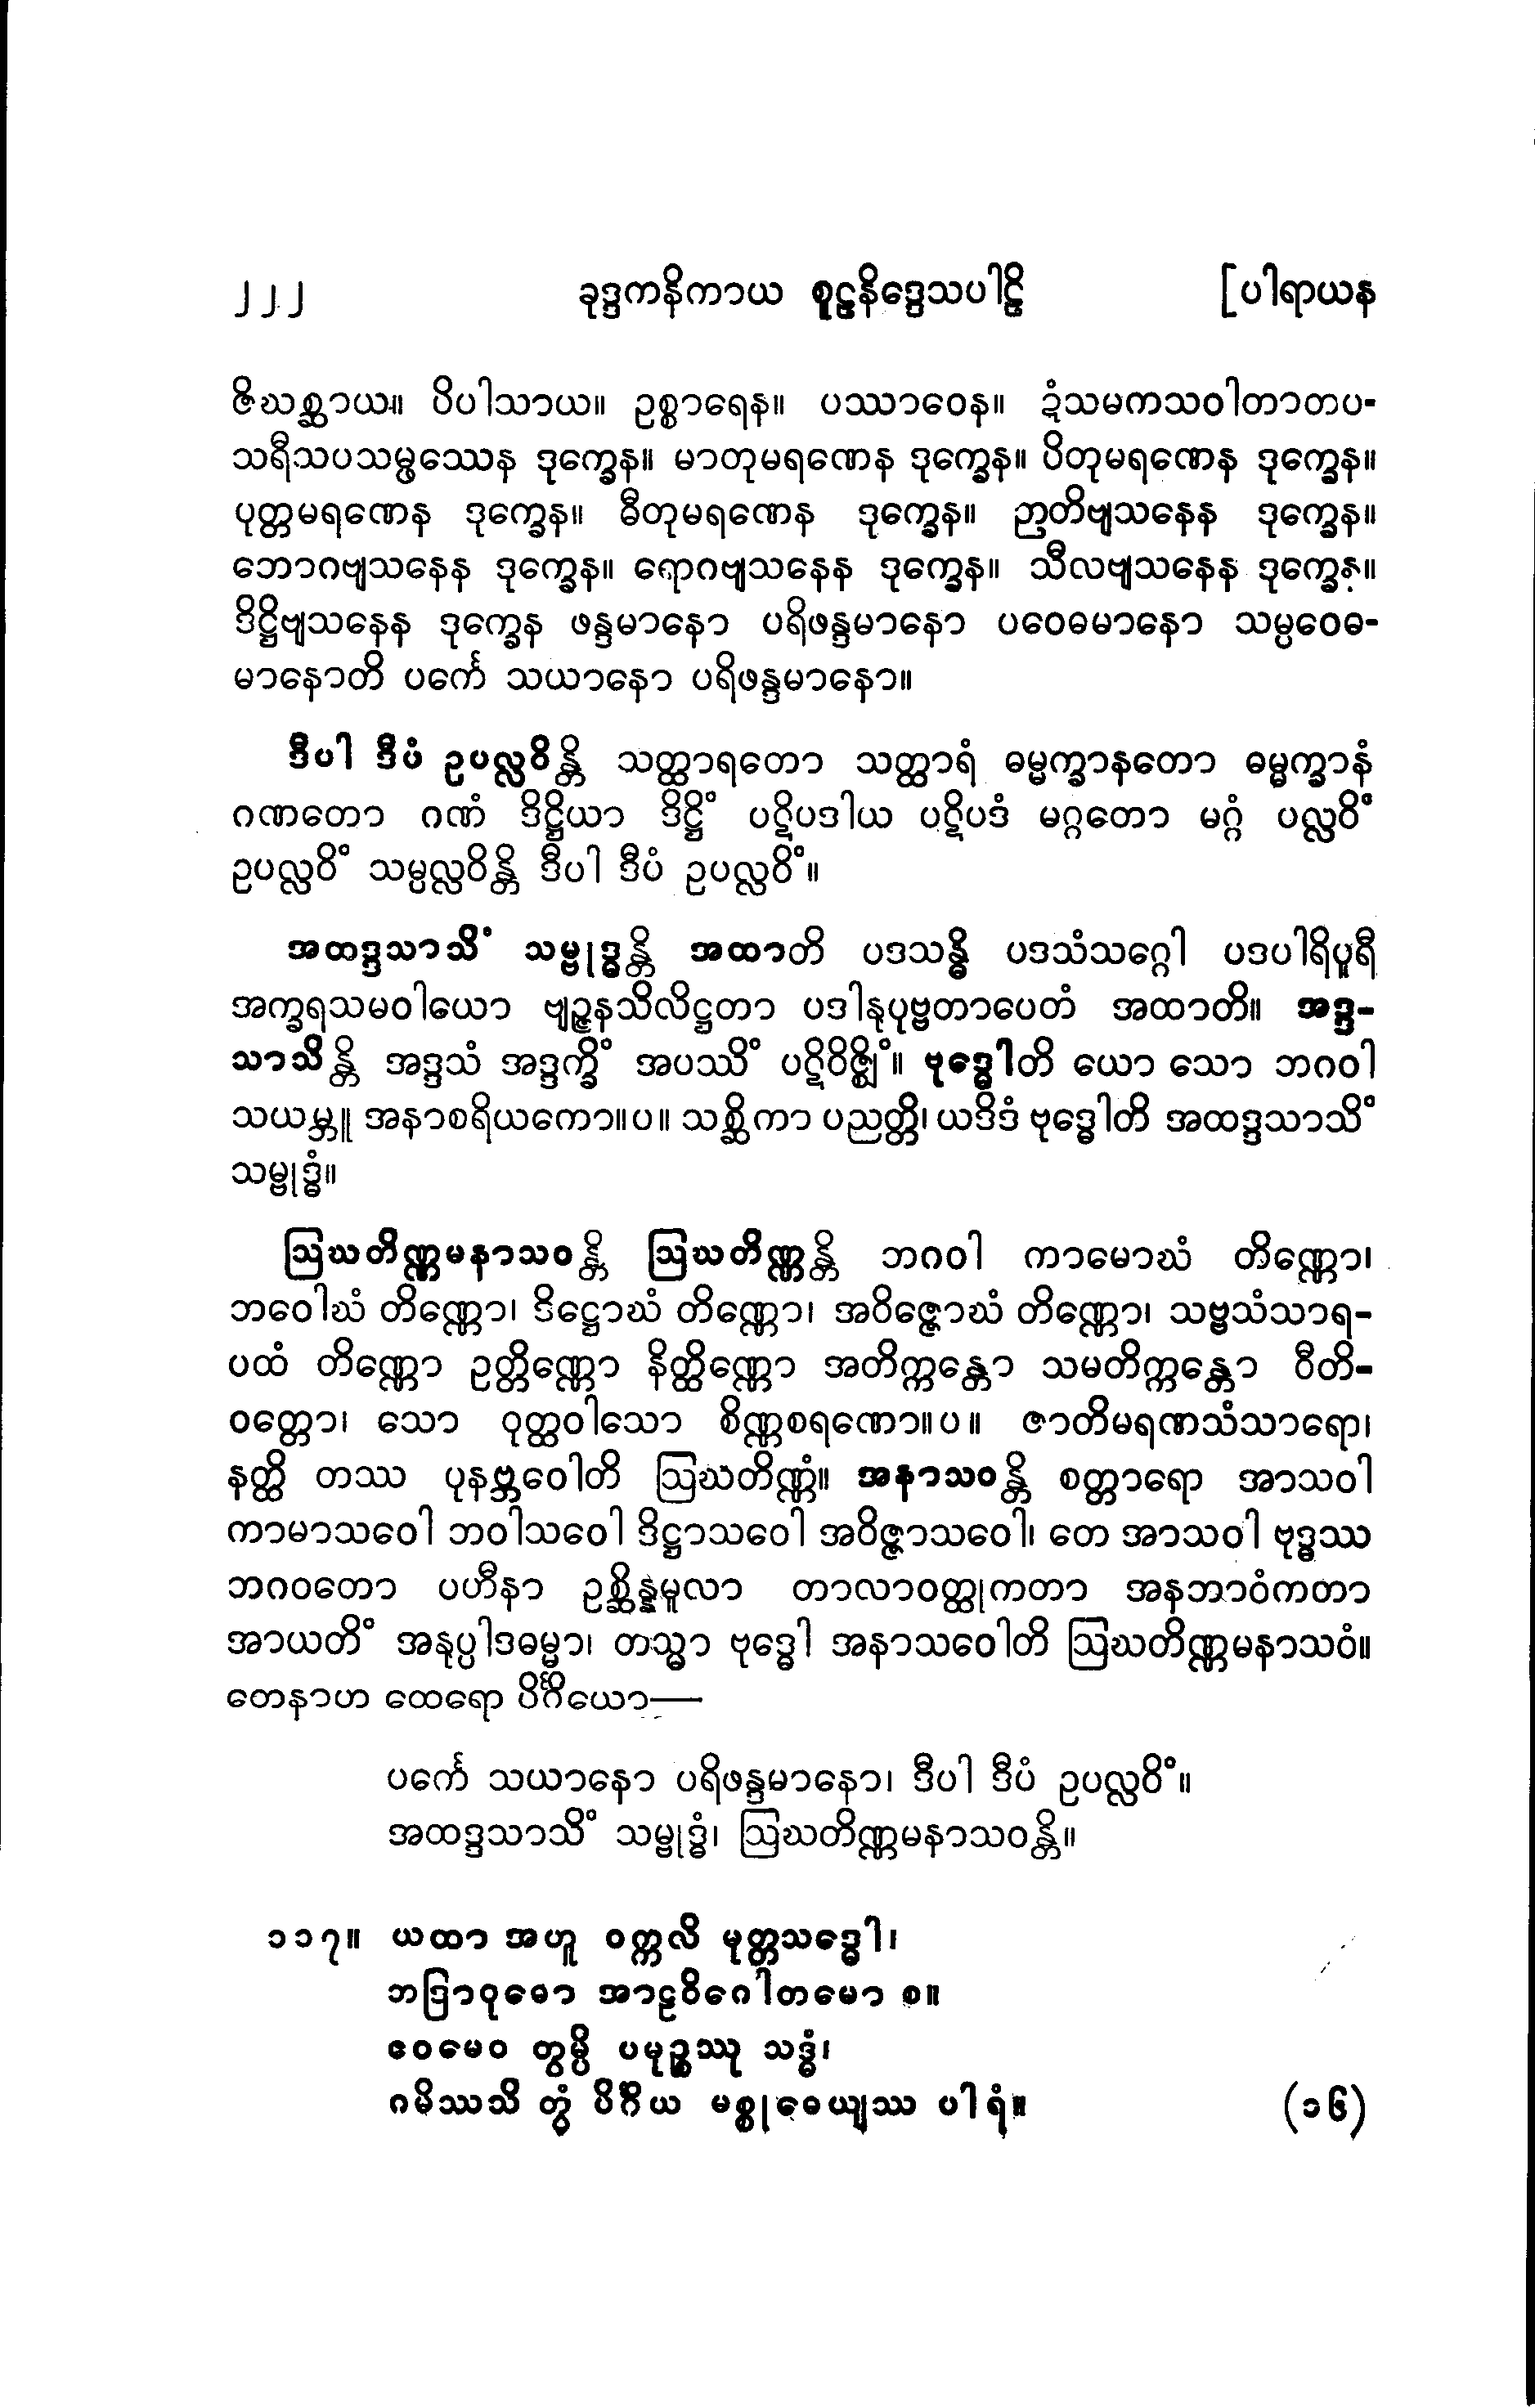 ၂၂၂ ခုဒ္ဒကနိကာယ စူဠနိဒ္ဒေသပါဠိ [ပါရာယန
ဇိဃစ္ဆာယ။ ပိပါသာယ။ ဥစ္စာရေန။ ပဿာဝေန။ ဍံသမကသဝါတာတပ-
သရီသပသမ္ဖဿေန ဒုက္ခေန။ မာတုမရဏေန ဒုက္ခေန။ ပိတုမရဏေန ဒုက္ခေန။
ပုတ္တမရဏေန ဒုက္ခေန။ ဓီတုမရဏေန ဒုက္ခေန။ ဉာတိဗျသနေန ဒုက္ခေန။
ဘောဂဗျသနေန ဒုက္ခေန။ ရောဂဗျသနေန ဒုက္ခေန။ သီလဗျသနေန ဒုက္ခေန။
ဒိဋ္ဌိဗျသနေန ဒုက္ခေန ဖန္ဒမာနော ပရိဖန္ဒမာနော ပဝေဓမာနော သမ္ပဝေဓ-
မာနောတိ ပင်္ကေ သယာနော ပရိဖန္ဒမာနော။
ဒီပါ ဒီပံ ဥပလ္လဝိန္တိ သတ္ထာရတော သတ္ထာရံ ဓမ္မက္ခာနတော ဓမ္မက္ခာနံ
ဂဏတော ဂဏံ ဒိဋ္ဌိယာ ဒိဋ္ဌိံ ပဋိပဒါယ ပဋိပဒံ မဂ္ဂတော မဂ္ဂံ ပလ္လဝိံ
ဥပလ္လဝိံ သမ္ပလ္လဝိန္တိ ဒီပါ ဒီပံ ဥပလ္လဝိံ။
အထဒ္ဒသာသိံ သမ္ဗုဒ္ဓန္တိ အထာတိ ပဒသန္ဓိ ပဒသံသဂ္ဂေါ ပဒပါရိပူရီ
အက္ခရသမဝါယော ဗျဉ္ဇနသိလိဋ္ဌတာ ပဒါနုပုဗ္ဗတာပေတံ အထာတိ။ အဒ္ဒ-
သာသိန္တိ အဒ္ဒသံ အဒ္ဒက္ခိံ အပဿိံ ပဋိဝိဇ္ဈိံ။ ဗုဒ္ဓေါတိ ယော သော ဘဂဝါ
သယမ္ဘူ အနာစရိယကော။ပ။ သစ္ဆိကာ ပညတ္တိ၊ ယဒိဒံ ဗုဒ္ဓေါတိ အထဒ္ဒသာသိံ
သမ္ဗုဒ္ဓံ။
ဩဃတိဏ္ဏမနာသဝန္တိ ဩဃတိဏ္ဏန္တိ ဘဂဝါ ကာမောဃံ တိဏ္ဏော၊
ဘဝေါဃံ တိဏ္ဏော၊ ဒိဋ္ဌောဃံ တိဏ္ဏော၊ အဝိဇ္ဇောဃံ တိဏ္ဏော၊ သဗ္ဗသံသာရ-
ပထံ တိဏ္ဏော ဥတ္တိဏ္ဏော နိတ္ထိဏ္ဏော အတိက္ကန္တော သမတိက္ကန္တော ဝီတိ-
ဝတ္တော၊ သော ဝုတ္ထဝါသော စိဏ္ဏစရဏော။ပ။ ဇာတိမရဏသံသာရော၊
နတ္ထိ တဿ ပုနဗ္ဘဝေါတိ ဩဃတိဏ္ဏံ။ အနာသဝန္တိ စတ္တာရော အာသဝါ
ကာမာသဝေါ ဘဝါသဝေါ ဒိဋ္ဌာသဝေါ အဝိဇ္ဇာသဝေါ၊ တေ အာသဝါ ဗုဒ္ဓဿ
ဘဂဝတော ပဟီနာ ဥစ္ဆိန္နမူလာ တာလာဝတ္ထုကတာ အနဘာဝံကတာ
အာယတိံ အနုပ္ပါဒဓမ္မာ၊ တသ္မာ ဗုဒ္ဓေါ အနာသဝေါတိ ဩဃတိဏ္ဏမနာသဝံ။
တေနာဟ ထေရော ပိင်္ဂိယော—
ပင်္ကေ သယာနော ပရိဖန္ဒမာနော၊ ဒီပါ ဒီပံ ဥပလ္လဝိံ။
အထဒ္ဒသာသိံ သမ္ဗုဒ္ဓံ၊ ဩဃတိဏ္ဏမနာသဝန္တိ။
၁၁၇။ ယထာ အဟူ ဝက္ကလိ မုတ္တသဒ္ဓေါ၊
ဘဒြာဝုဓော အာဠဝိဂေါတမော စ။
ဧဝမေဝ တွမ္ပိ ပမုဉ္စဿု သဒ္ဓံ၊
ဂမိဿသိ တွံ ပိင်္ဂိယ မစ္စုဓေယျဿ ပါရံ။ (၁၆)